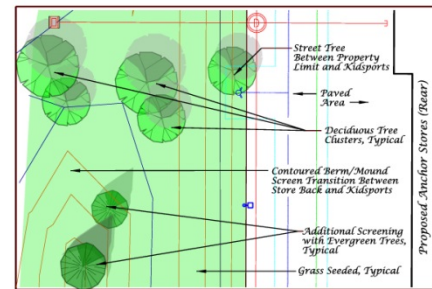 Street Tree
Between Property
Limit and Kidsports
Paved
Area
Deciduous Tree
Clusters, Typical
Contoured Berm/Mound
Screen Transition Between
Store Back and Kidsports
Additional Screening
with Evergreen Trees,
Typical
Grass Seeded, Typical
Proposed Anchor Stores (Rear)